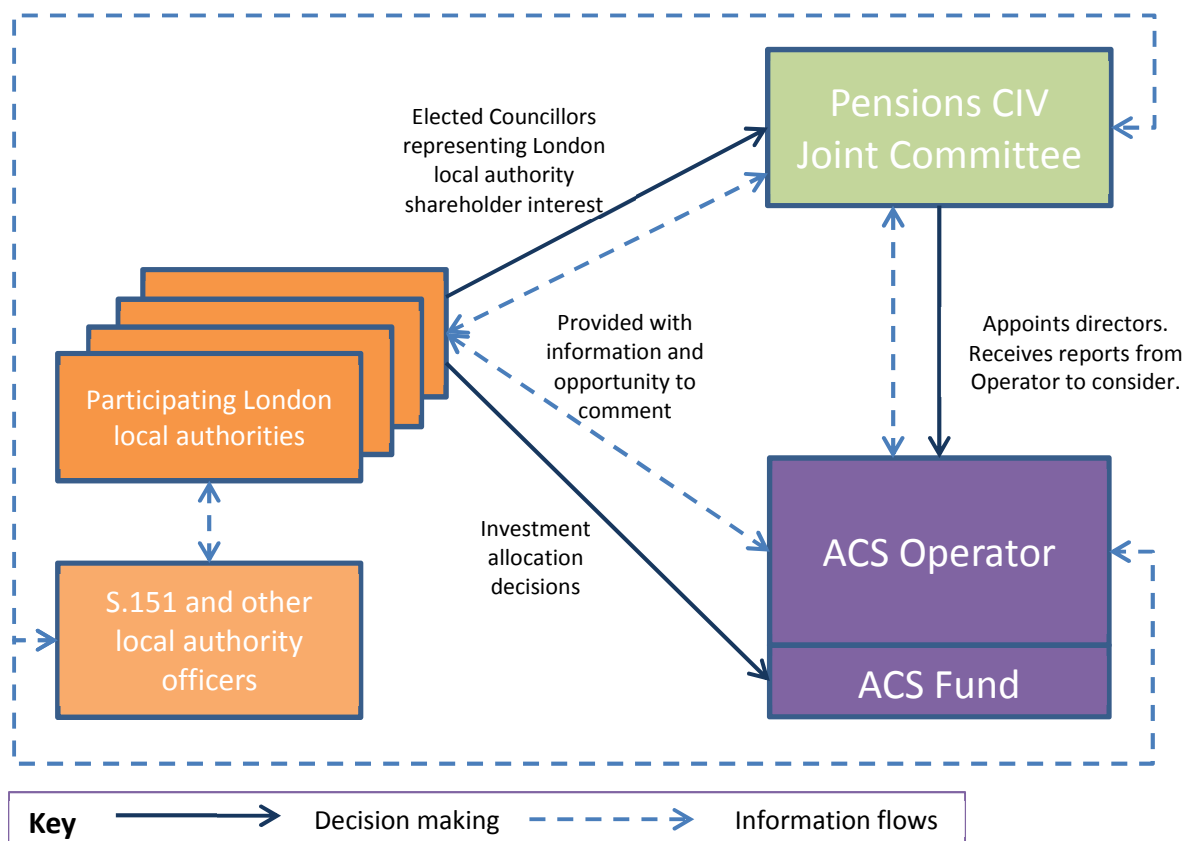 Pensions CIV
Joint Committee
Elected Councillors
representing London
local authority
shareholder interest
Provided with
information and
opportunity to
comment
Appoints directors.
Receives reports from
Operator to consider.
Participating London
local authorities
Investment
allocation
decisions
ACS Operator
S.151 and other
local authority
officers
ACS Fund
Key Decision making Information flows